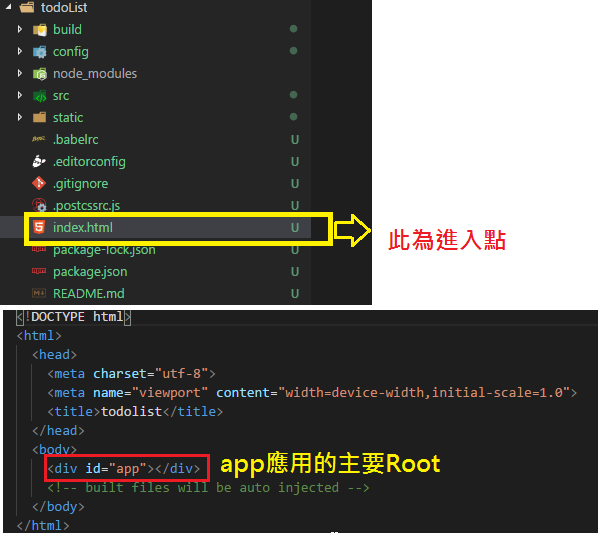 todoList
build
config
node_modules
src
static
.babelrc U
.editorconfig U
.gitignore U
.postcssrc.js U
index.html U
此為進入點
package-lock.json U
package.json U
README.md U
<!DOCTYPE html>
<html>
<head>
<meta charset="utf-8">
<meta name="viewport" content="width=device-width,initial-scale=1.0">
<title>todolist</title>
</head>
<body>
<div id="app"></div> app應用的主要Root
<!-- built files will be auto injected -->
</body>
</html>